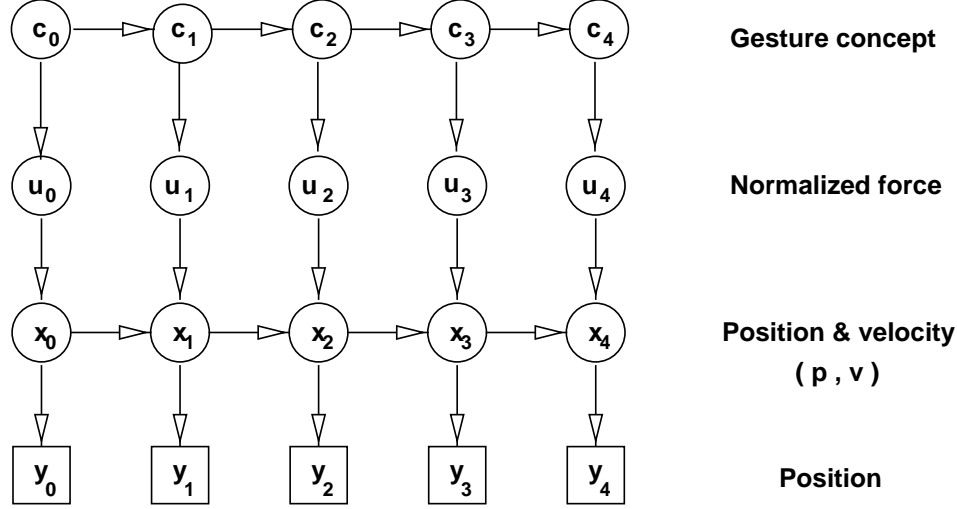 c0 c1 c2 c3 c4 Gesture concept
u0 u1 u2 u3 u4 Normalized force
x0 x1 x2 x3 x4 Position & velocity
( p , v )
y0 y1 y2 y3 y4 Position